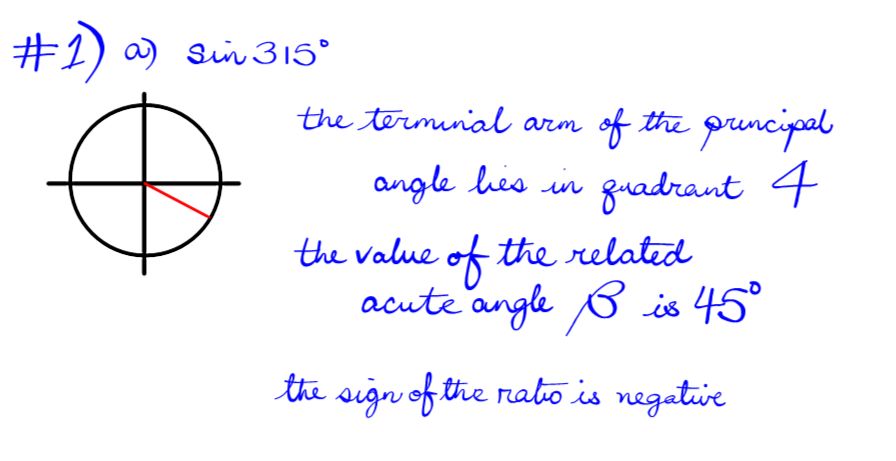 #1) a) sin 315°
the terminal arm of the principal
angle lies in quadrant 4
the value of the related
acute angle β is 45°
the sign of the ratio is negative